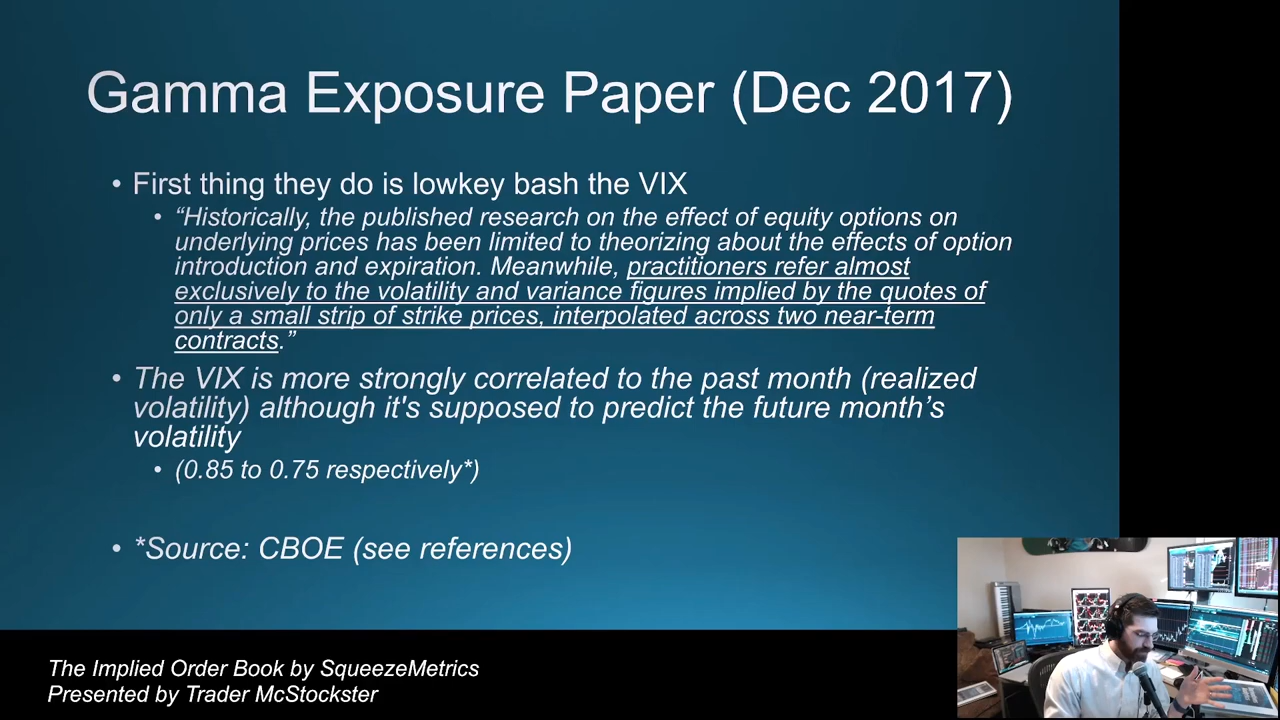 Gamma Exposure Paper (Dec 2017)
• First thing they do is lowkey bash the VIX
• “Historically, the published research on the effect of equity options on
underlying prices has been limited to theorizing about the effects of option
introduction and expiration. Meanwhile, practitioners refer almost
exclusively to the volatility and variance figures implied by the quotes of
only a small strip of strike prices, interpolated across two near-term
contracts.”
• The VIX is more strongly correlated to the past month (realized
volatility) although it's supposed to predict the future month’s
volatility
• (0.85 to 0.75 respectively*)
• *Source: CBOE (see references)
The Implied Order Book by SqueezeMetrics
Presented by Trader McStockster